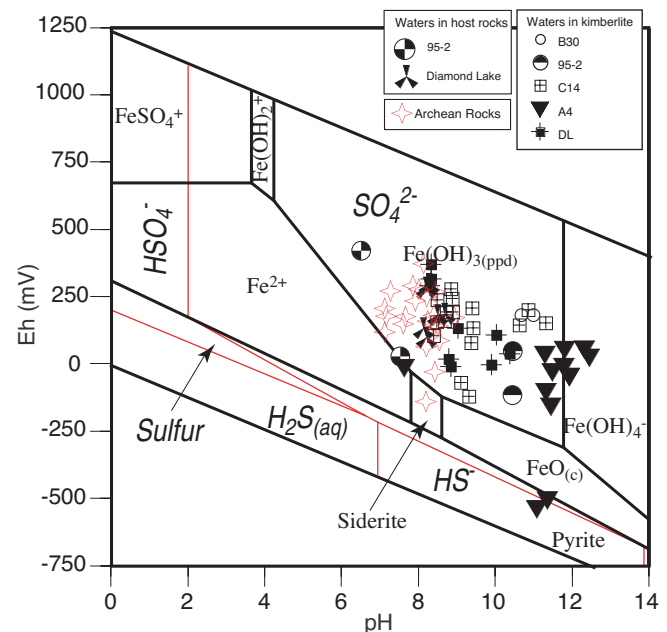 Waters in host rocks
95-2
Diamond Lake
Archean Rocks
Waters in kimberlite
B30
95-2
C14
A4
DL
1250
1000
750
500
250
0
-250
-500
-750
Eh (mV)
0
2
4
6
8
10
12
14
pH
FeSO₄⁺
Fe(OH)₂⁺
SO₄²⁻
HSO₄⁻
Fe²⁺
Fe(OH)₃(ppd)
Fe(OH)₄⁻
Sulfur
H₂S(aq)
HS⁻
Siderite
FeO(c)
Pyrite